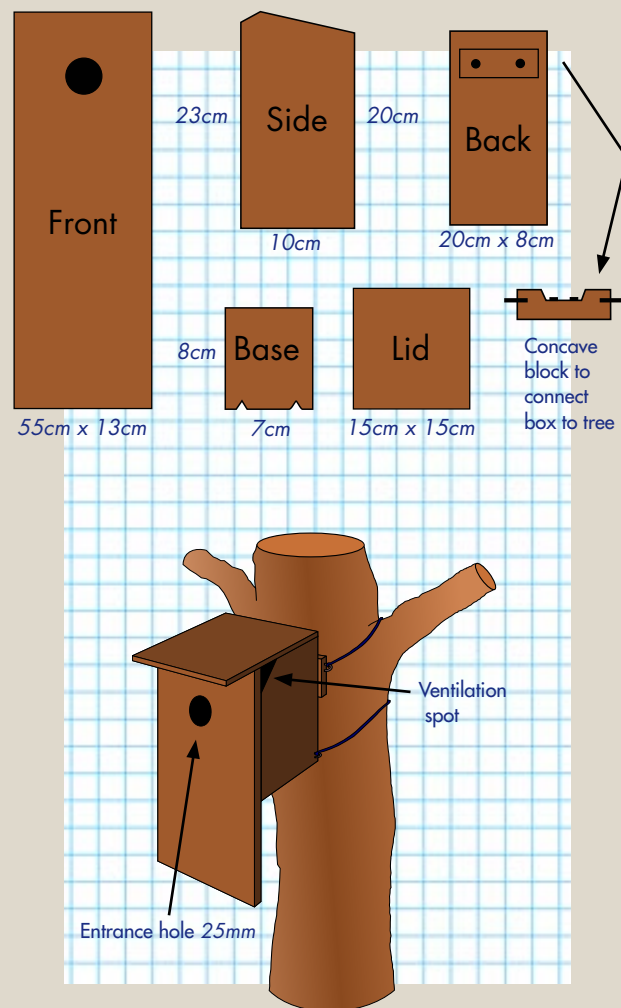 Front
55cm x 13cm
Side
23cm
20cm
10cm
Back
20cm x 8cm
Base
8cm
7cm
Lid
15cm x 15cm
Concave
block to
connect
box to tree
Ventilation
spot
Entrance hole 25mm